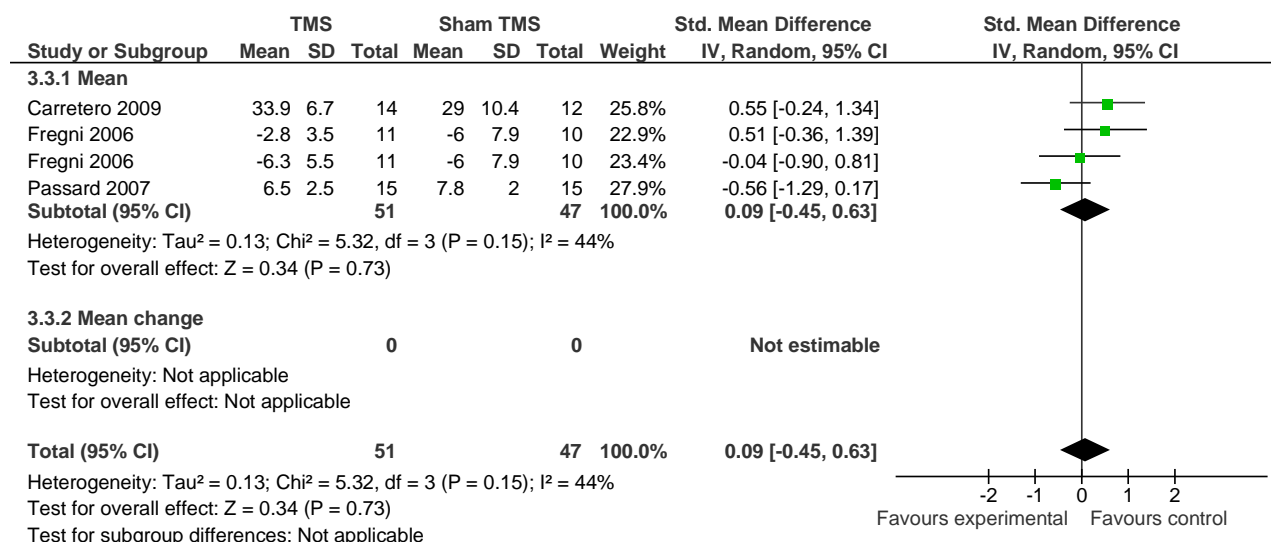 TMS Sham TMS Std. Mean Difference Std. Mean Difference
Study or Subgroup Mean SD Total Mean SD Total Weight IV, Random, 95% CI IV, Random, 95% CI
3.3.1 Mean
Carretero 2009 33.9 6.7 14 29 10.4 12 25.8% 0.55 [-0.24, 1.34]
Fregni 2006 -2.8 3.5 11 -6 7.9 10 22.9% 0.51 [-0.36, 1.39]
Fregni 2006 -6.3 5.5 11 -6 7.9 10 23.4% -0.04 [-0.90, 0.81]
Passard 2007 6.5 2.5 15 7.8 2 15 27.9% -0.56 [-1.29, 0.17]
Subtotal (95% CI) 51 47 100.0% 0.09 [-0.45, 0.63]
Heterogeneity: Tau² = 0.13; Chi² = 5.32, df = 3 (P = 0.15); I² = 44%
Test for overall effect: Z = 0.34 (P = 0.73)
3.3.2 Mean change
Subtotal (95% CI) 0 0 Not estimable
Heterogeneity: Not applicable
Test for overall effect: Not applicable
Total (95% CI) 51 47 100.0% 0.09 [-0.45, 0.63]
Heterogeneity: Tau² = 0.13; Chi² = 5.32, df = 3 (P = 0.15); I² = 44%
Test for overall effect: Z = 0.34 (P = 0.73)
Test for subgroup differences: Not applicable
-2 -1 0 1 2
Favours experimental Favours control